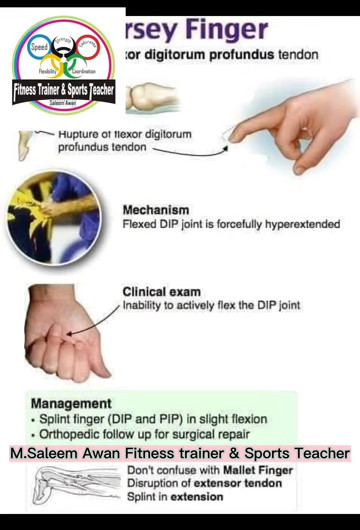 rsey Finger
Speed
Strength
Endurance
xor digitorum profundus tendon
Flexibility
Coordination
Fitness Trainer & Sports Teacher
Saleem Awan
Rupture of flexor digitorum
profundus tendon
Mechanism
Flexed DIP joint is forcefully hyperextended
Clinical exam
Inability to actively flex the DIP joint
Management
• Splint finger (DIP and PIP) in slight flexion
• Orthopedic follow up for surgical repair
M.Saleem Awan Fitness trainer & Sports Teacher
Don't confuse with Mallet Finger
Disruption of extensor tendon
Splint in extension